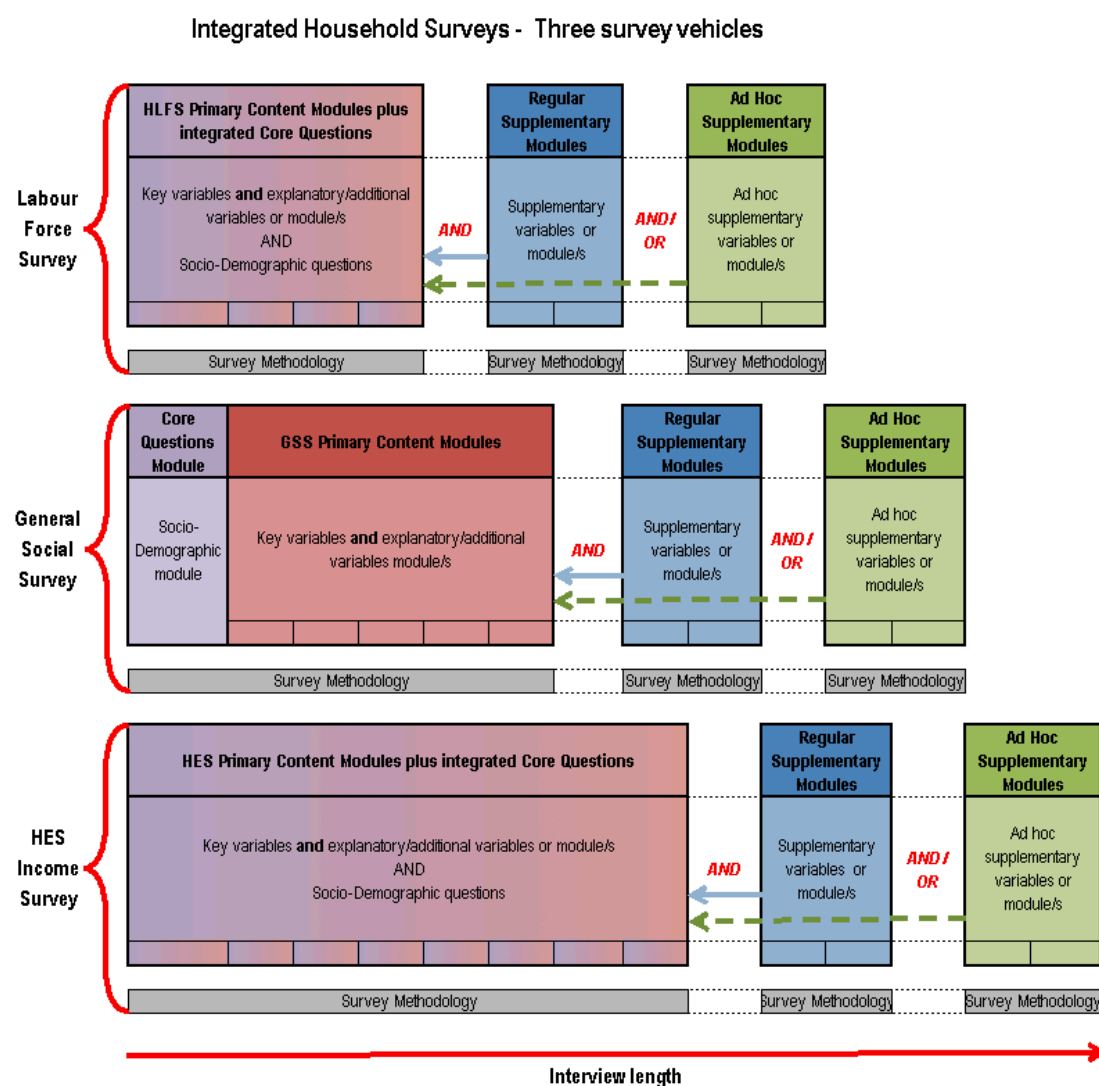 Integrated Household Surveys - Three survey vehicles
Labour
Force
Survey
HLFS Primary Content Modules plus
integrated Core Questions
Key variables and explanatory/additional
variables or module/s
AND
Socio-Demographic questions
AND
Regular
Supplementary
Modules
Supplementary
variables or
module/s
AND /
OR
Ad Hoc
Supplementary
Modules
Ad hoc
supplementary
variables or
module/s
Survey Methodology
Survey Methodology
Survey Methodology
General
Social
Survey
Core
Questions
Module
Socio-
Demographic
module
GSS Primary Content Modules
Key variables and explanatory/additional
variables module/s
AND
Regular
Supplementary
Modules
Supplementary
variables or
module/s
AND /
OR
Ad Hoc
Supplementary
Modules
Ad hoc
supplementary
variables or
module/s
Survey Methodology
Survey Methodology
Survey Methodology
HES
Income
Survey
HES Primary Content Modules plus integrated Core Questions
Key variables and explanatory/additional variables or module/s
AND
Socio-Demographic questions
AND
Regular
Supplementary
Modules
Supplementary
variables or
module/s
AND /
OR
Ad Hoc
Supplementary
Modules
Ad hoc
supplementary
variables or
module/s
Survey Methodology
Survey Methodology
Survey Methodology
Interview length